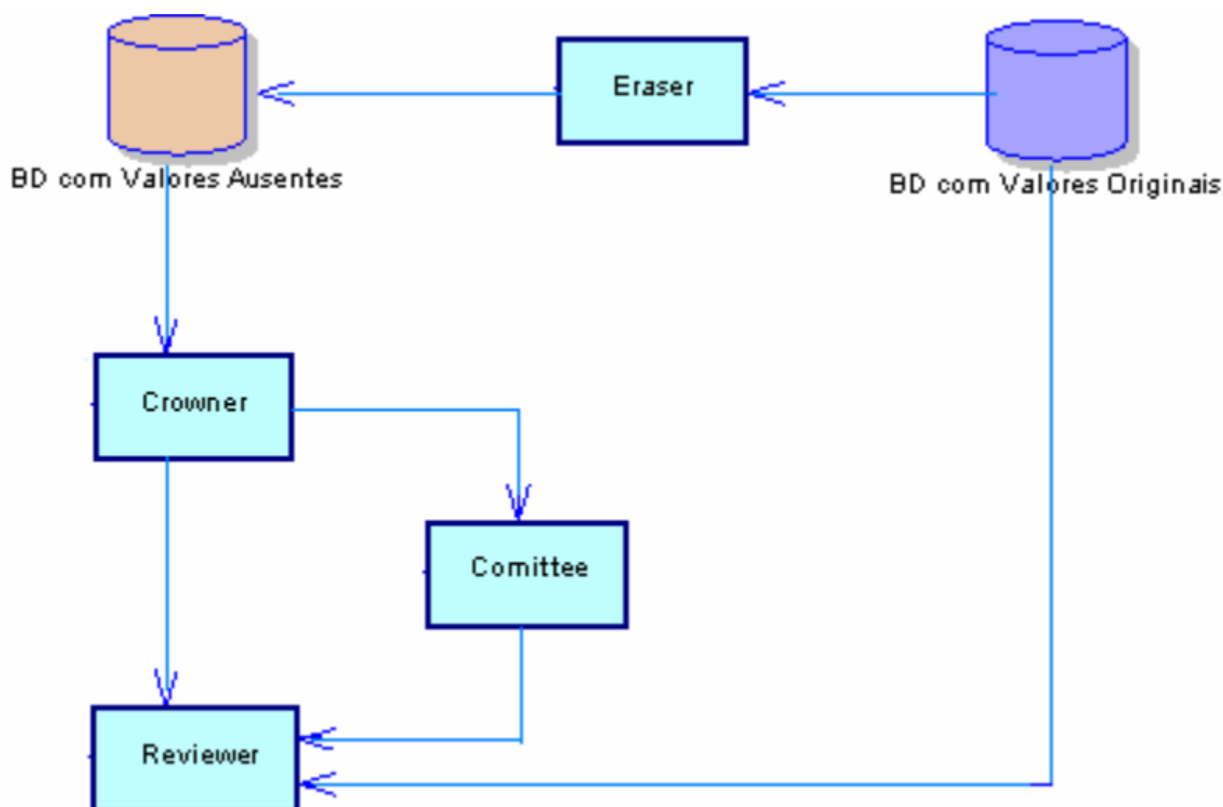 Eraser
BD com Valores Ausentes
BD com Valores Originais
Crowner
Comittee
Reviewer